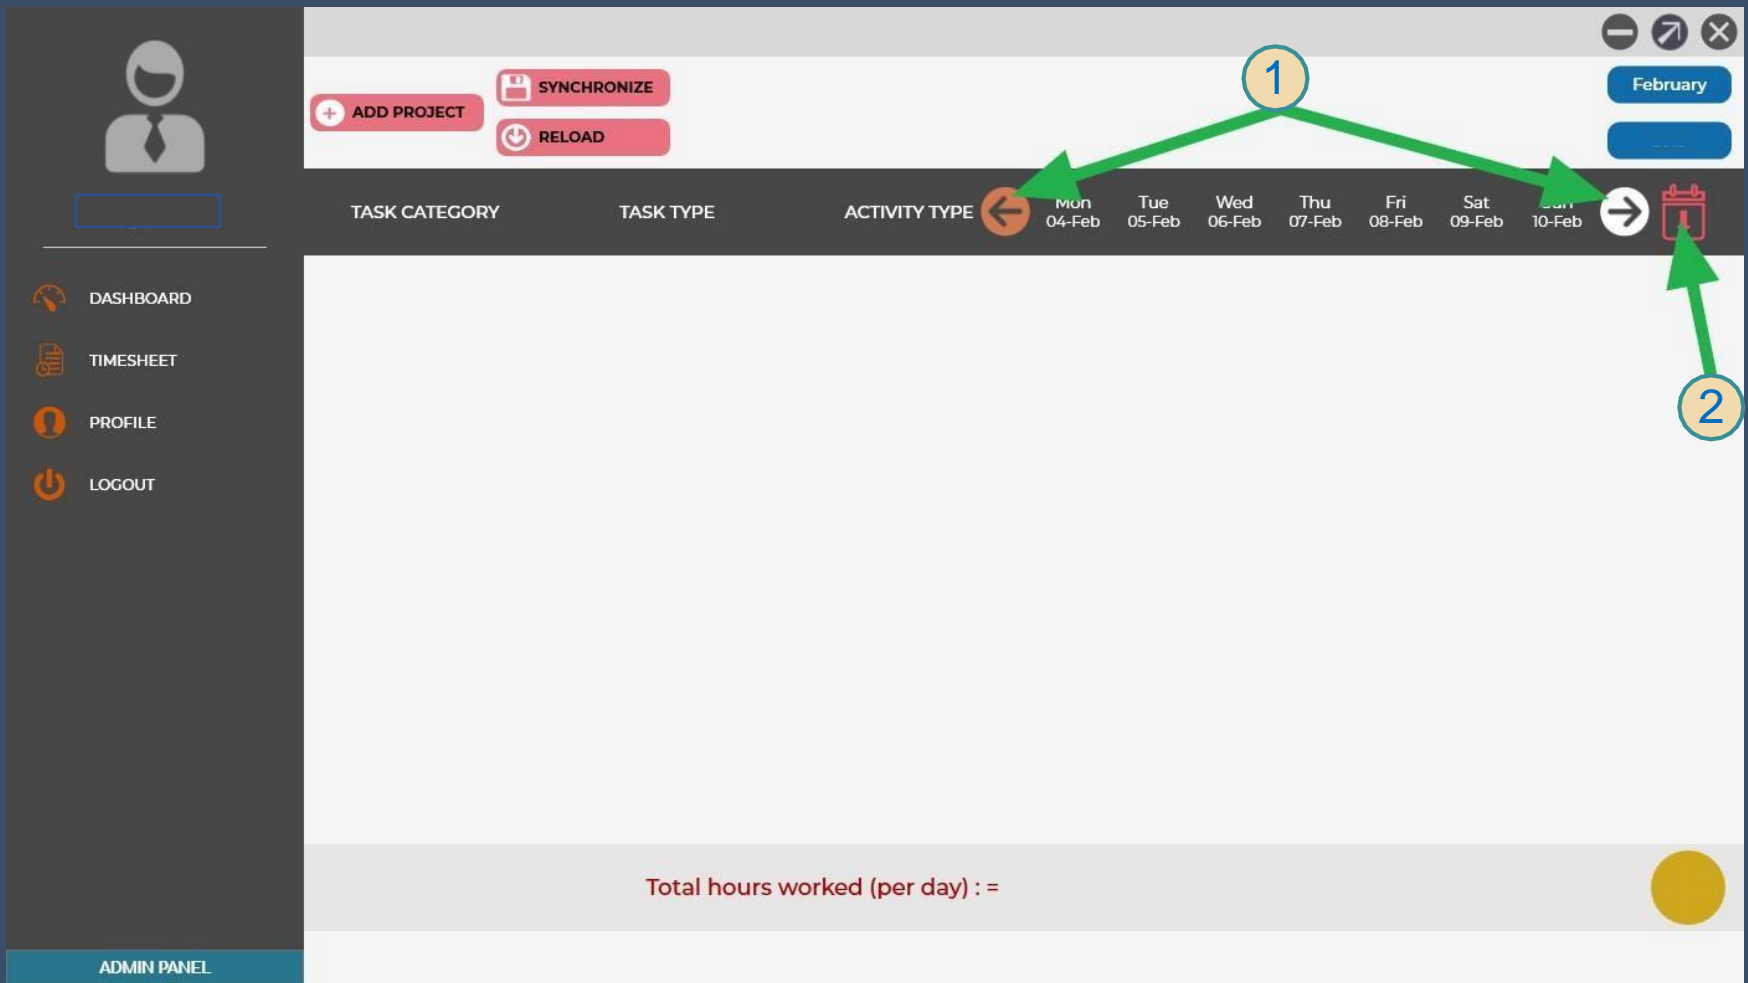 1
February
SYNCHRONIZE
ADD PROJECT
RELOAD
TASK CATEGORY
TASK TYPE
ACTIVITY TYPE
Mon Tue Wed Thu Fri Sat Sun
04-Feb 05-Feb 06-Feb 07-Feb 08-Feb 09-Feb 10-Feb
DASHBOARD
TIMESHEET
PROFILE
LOGOUT
2
Total hours worked (per day) : =
ADMIN PANEL